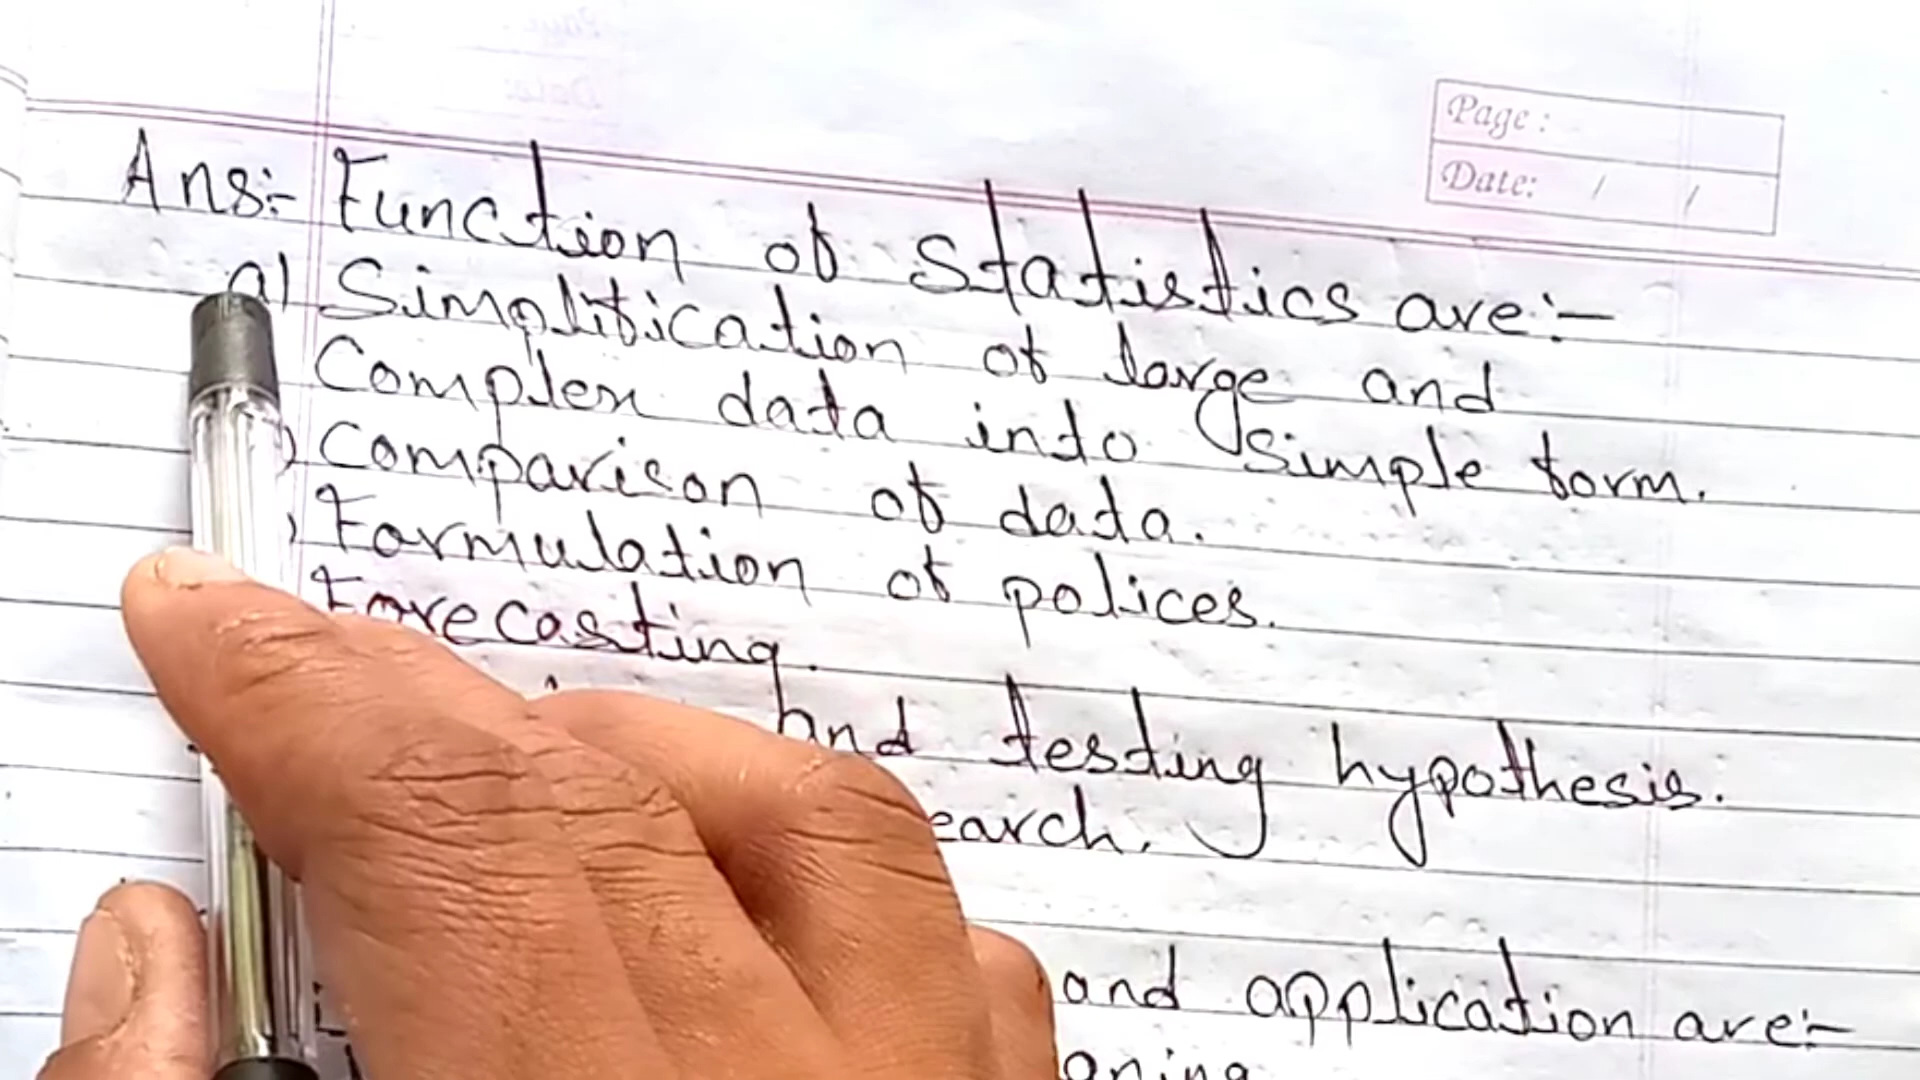 Page :
Date: / /
Ans:- Function of statistics are:-
a) Simplification of large and
Complex data into simple form.
) Comparison of data.
) Formulation of polices.
Forecasting.
and testing hypothesis.
earch.
and application are:-